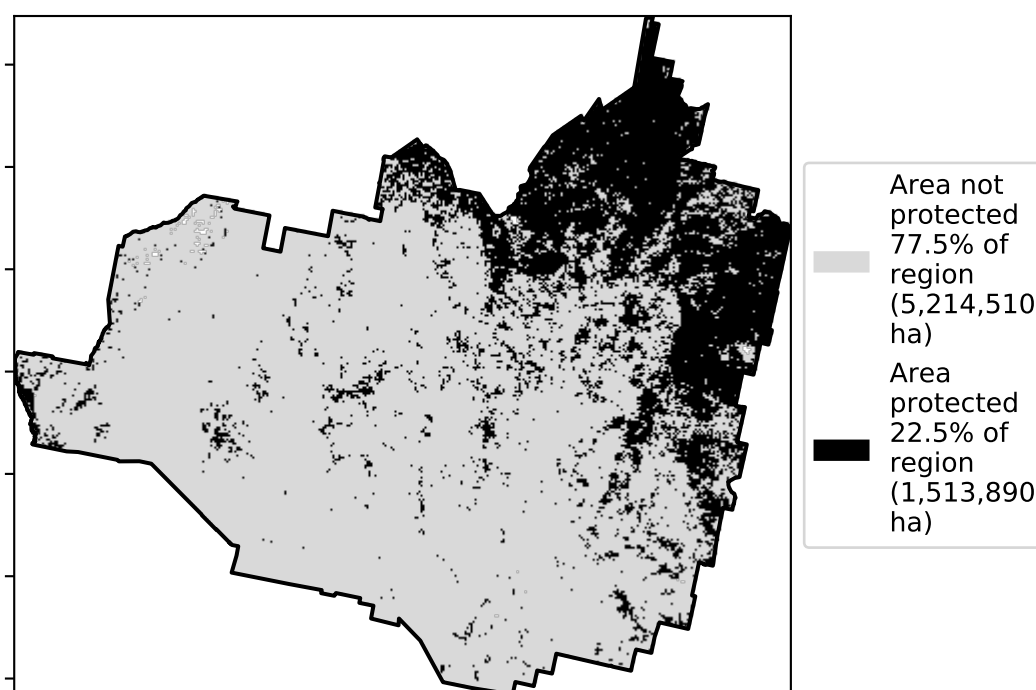 Area not
protected
77.5% of
region
(5,214,510
ha)
Area
protected
22.5% of
region
(1,513,890
ha)